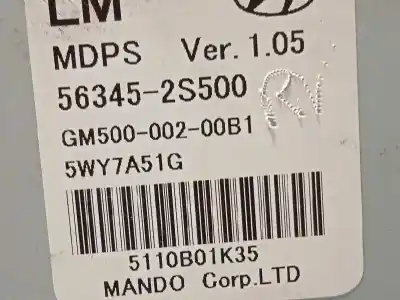 LM
MDPS Ver. 1.05
56345-2S500
GM500-002-00B1
5WY7A51G
5110B01K35
MANDO Corp.LTD